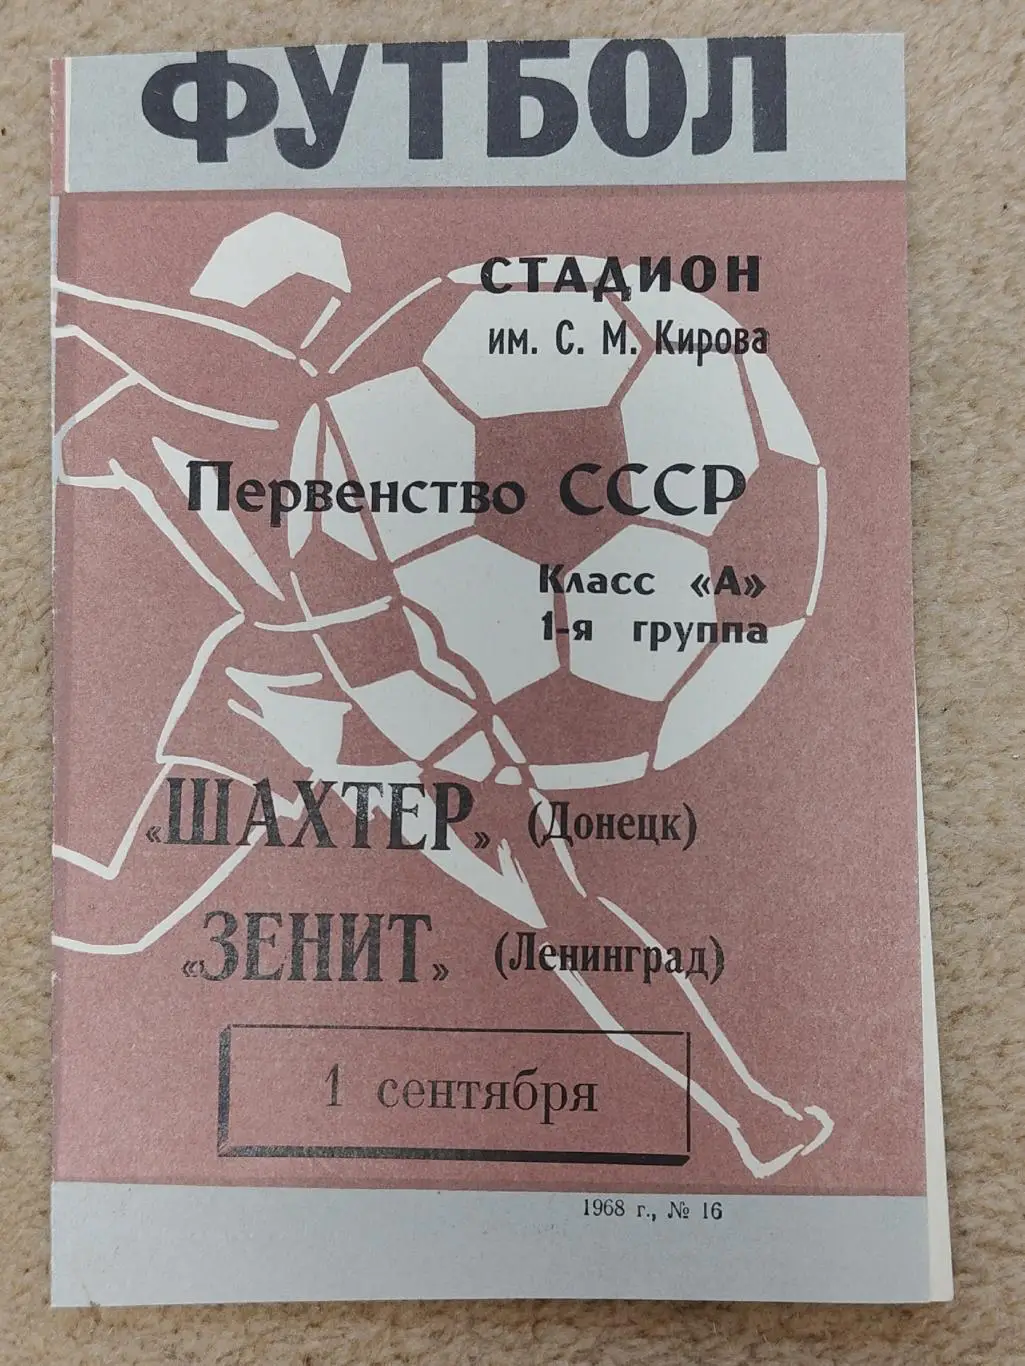 ФУТБОЛ
СТАДИОН
им. С. М. Кирова
Первенство СССР
Класс «А»
1-я группа
«ШАХТЕР» (Донецк)
«ЗЕНИТ» (Ленинград)
1 сентября
1968 г., № 16